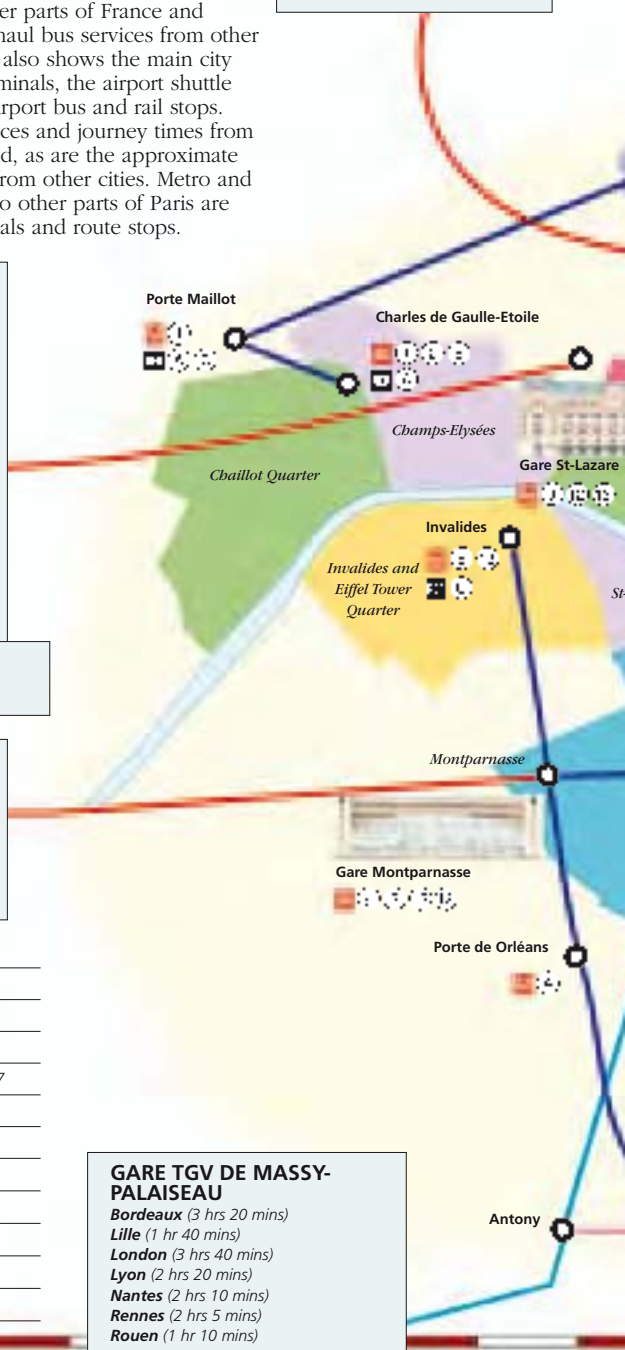 er parts of France and
haul bus services from other
also shows the main city
minals, the airport shuttle
irport bus and rail stops.
ces and journey times from
d, as are the approximate
from other cities. Metro and
o other parts of Paris are
als and route stops.
Porte Maillot
Charles de Gaulle-Etoile
Champs-Elysées
Chaillot Quarter
Gare St-Lazare
Invalides
Invalides and
Eiffel Tower
Quarter
St-
Montparnasse
Gare Montparnasse
Porte de Orléans
7
GARE TGV DE MASSY-
PALAISEAU
Bordeaux (3 hrs 20 mins)
Lille (1 hr 40 mins)
London (3 hrs 40 mins)
Lyon (2 hrs 20 mins)
Nantes (2 hrs 10 mins)
Rennes (2 hrs 5 mins)
Rouen (1 hr 10 mins)
Antony